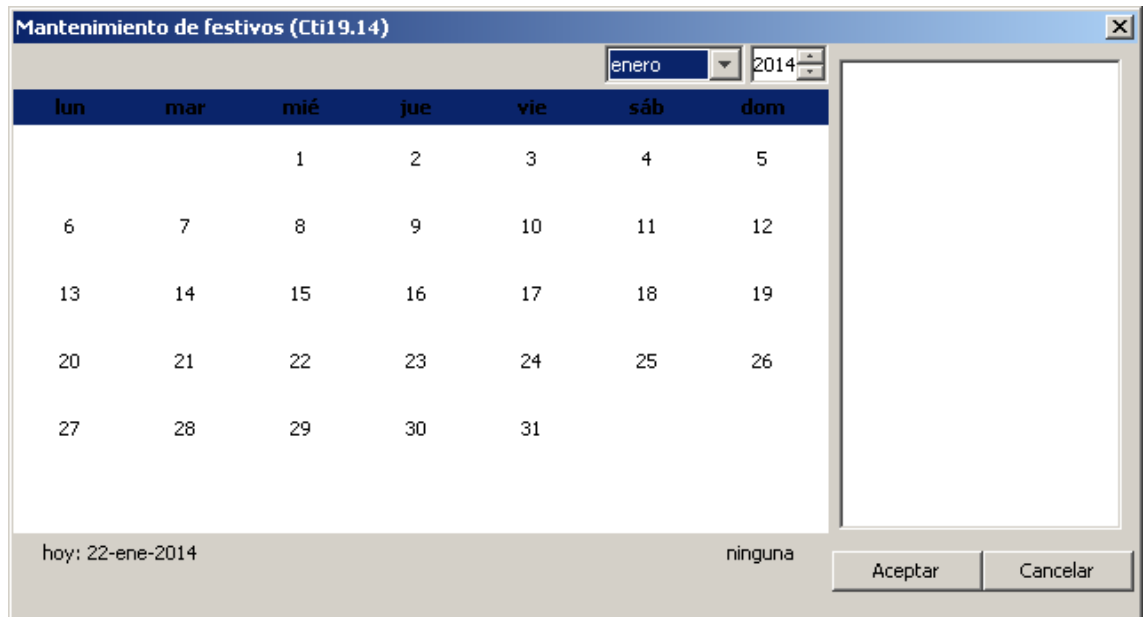 Mantenimiento de festivos (Cti19.14)
enero 2014
lun mar mié jue vie sáb dom
1 2 3 4 5
6 7 8 9 10 11 12
13 14 15 16 17 18 19
20 21 22 23 24 25 26
27 28 29 30 31
hoy: 22-ene-2014 ninguna
Aceptar Cancelar